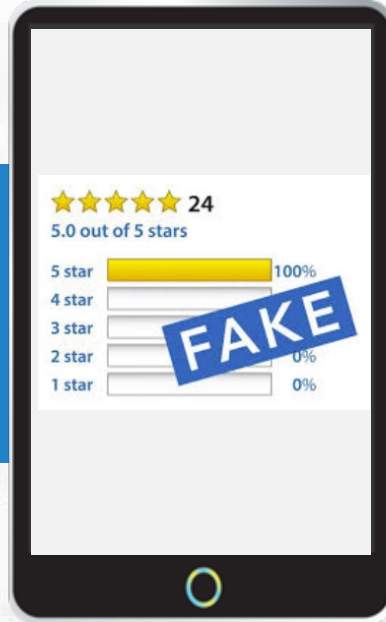 24
5.0 out of 5 stars
5 star 100%
4 star
3 star
FAKE
2 star 0%
1 star 0%